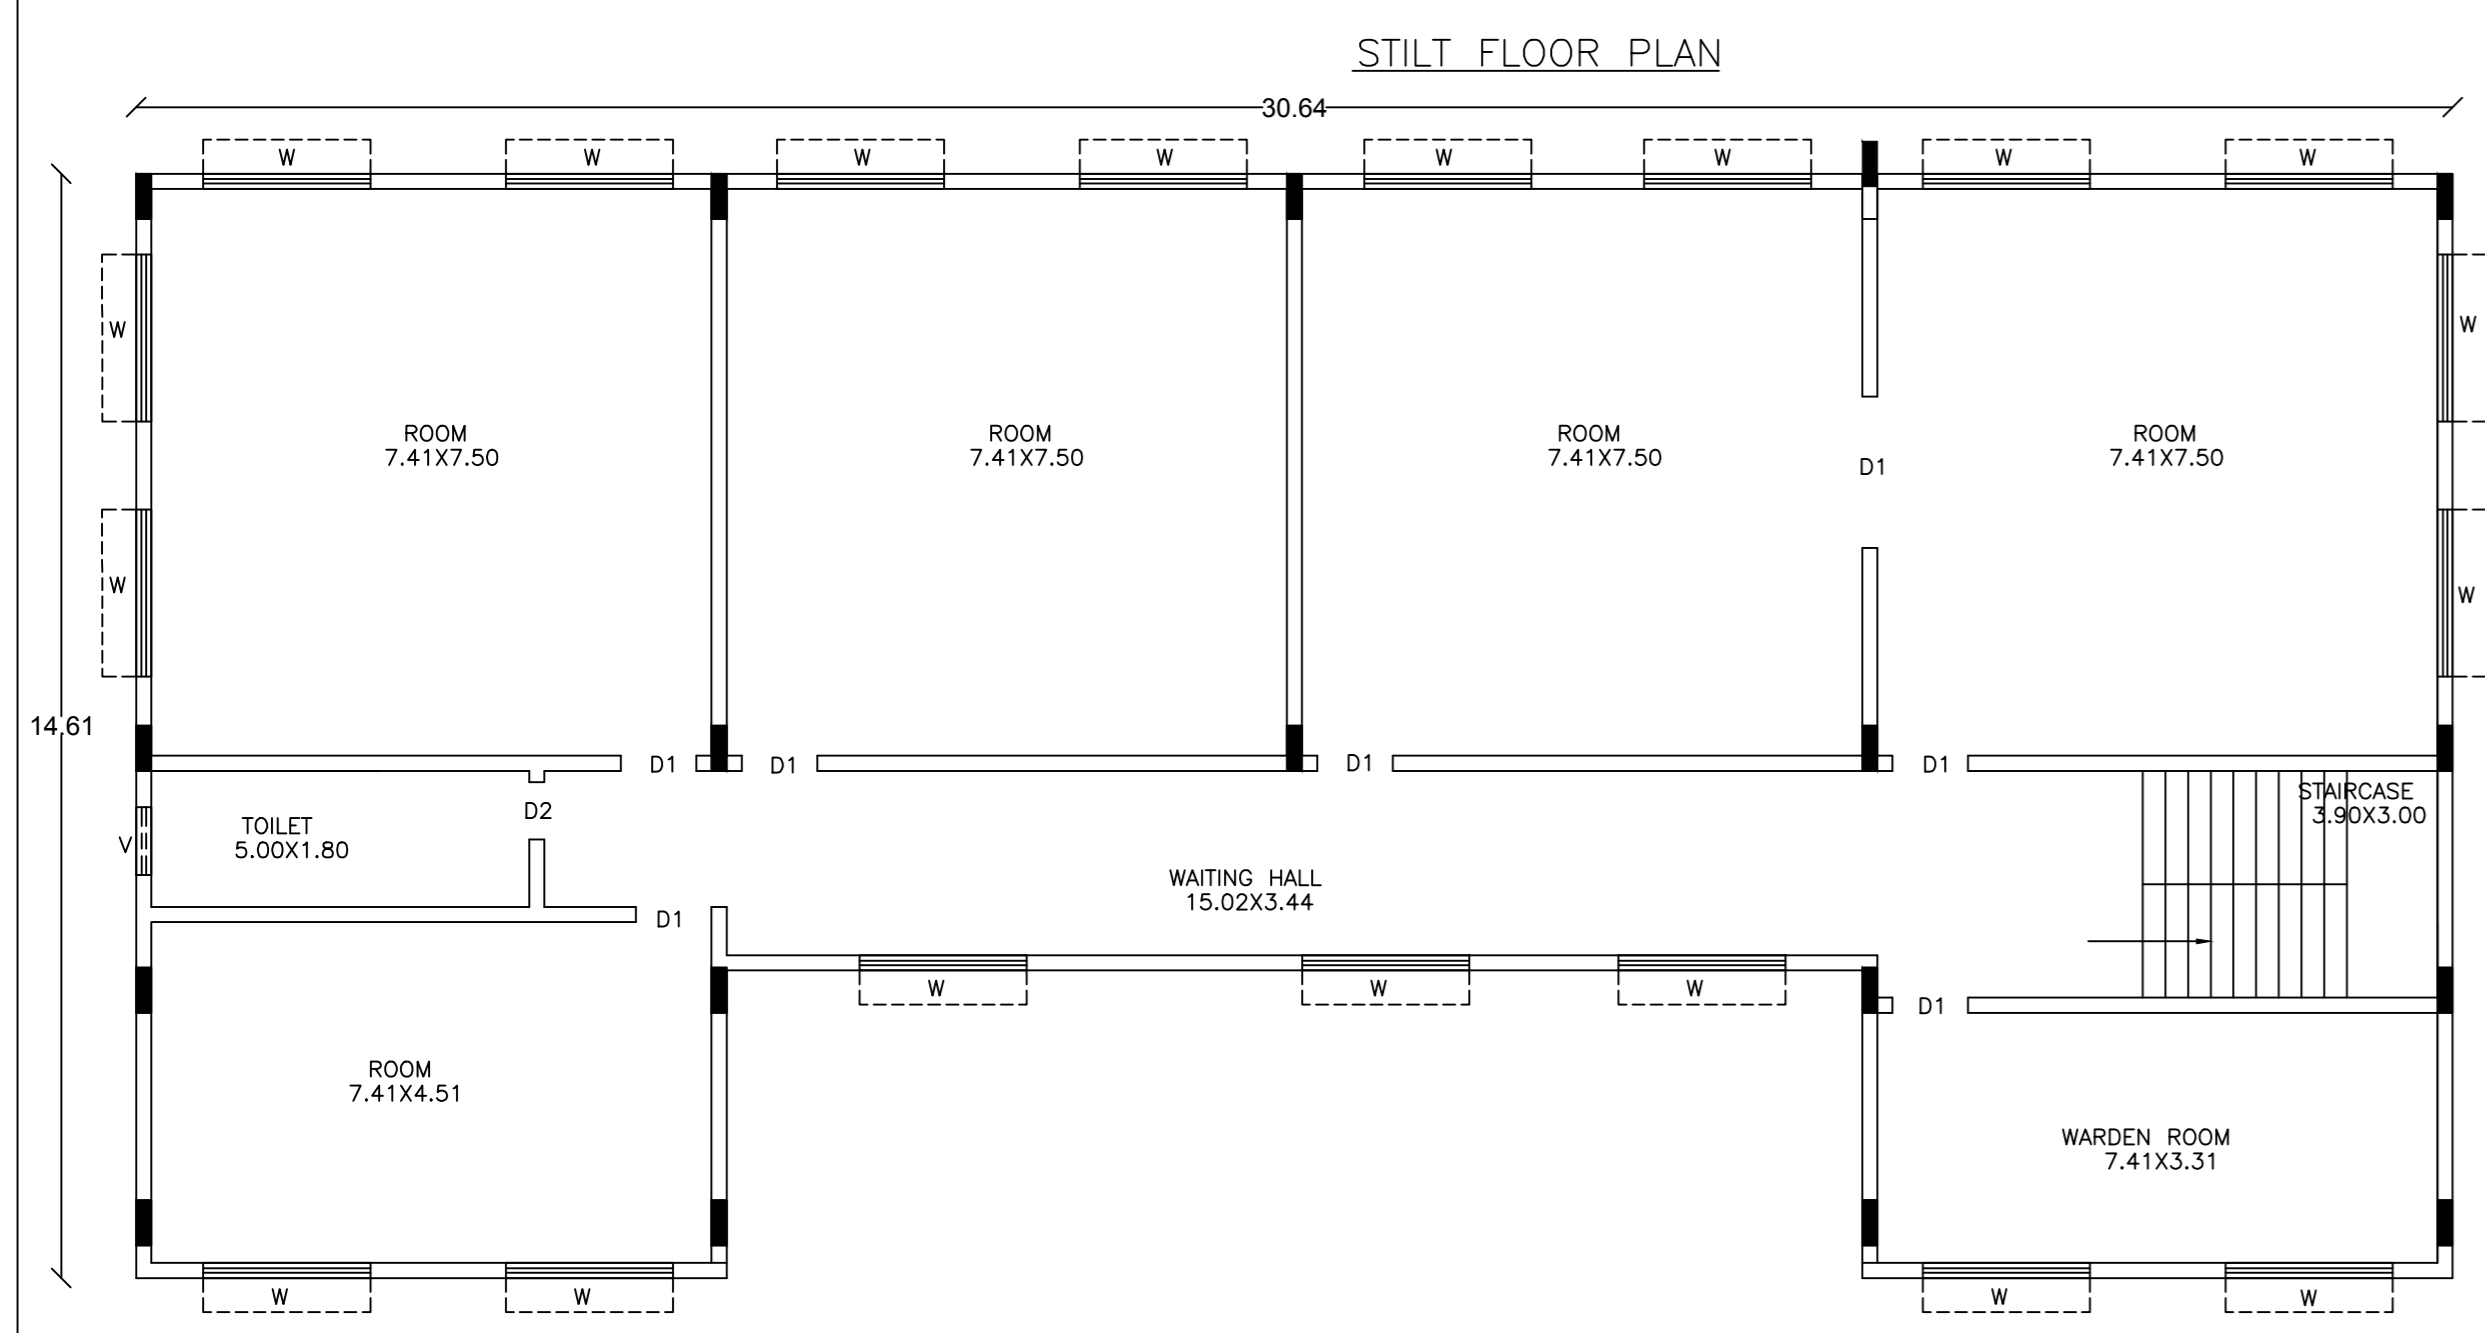 STILT FLOOR PLAN
30.64
W W W W W W W W
W
W
ROOM
7.41X7.50
ROOM
7.41X7.50
ROOM
7.41X7.50
D1
ROOM
7.41X7.50
W
W
14.61
D1
D1
D1
D1
TOILET
5.00X1.80
V
D2
STAIRCASE
3.90X3.00
WAITING HALL
15.02X3.44
D1
W W W
D1
ROOM
7.41X4.51
WARDEN ROOM
7.41X3.31
W W W W